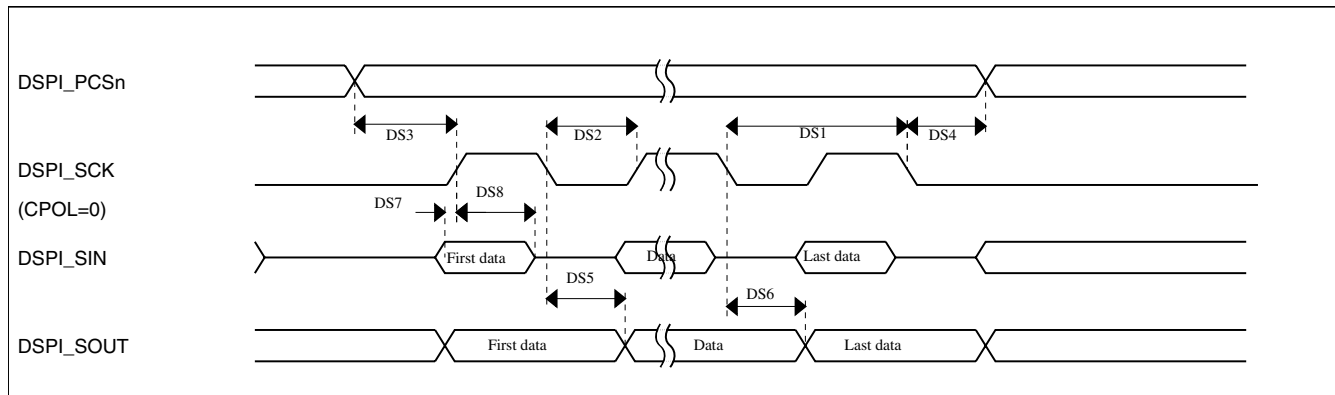 DSPI_PCSn
DS3
DS2
DS1
DS4
DSPI_SCK
(CPOL=0)
DS7
DS8
DSPI_SIN
First data
Data
Last data
DS5
DS6
DSPI_SOUT
First data
Data
Last data